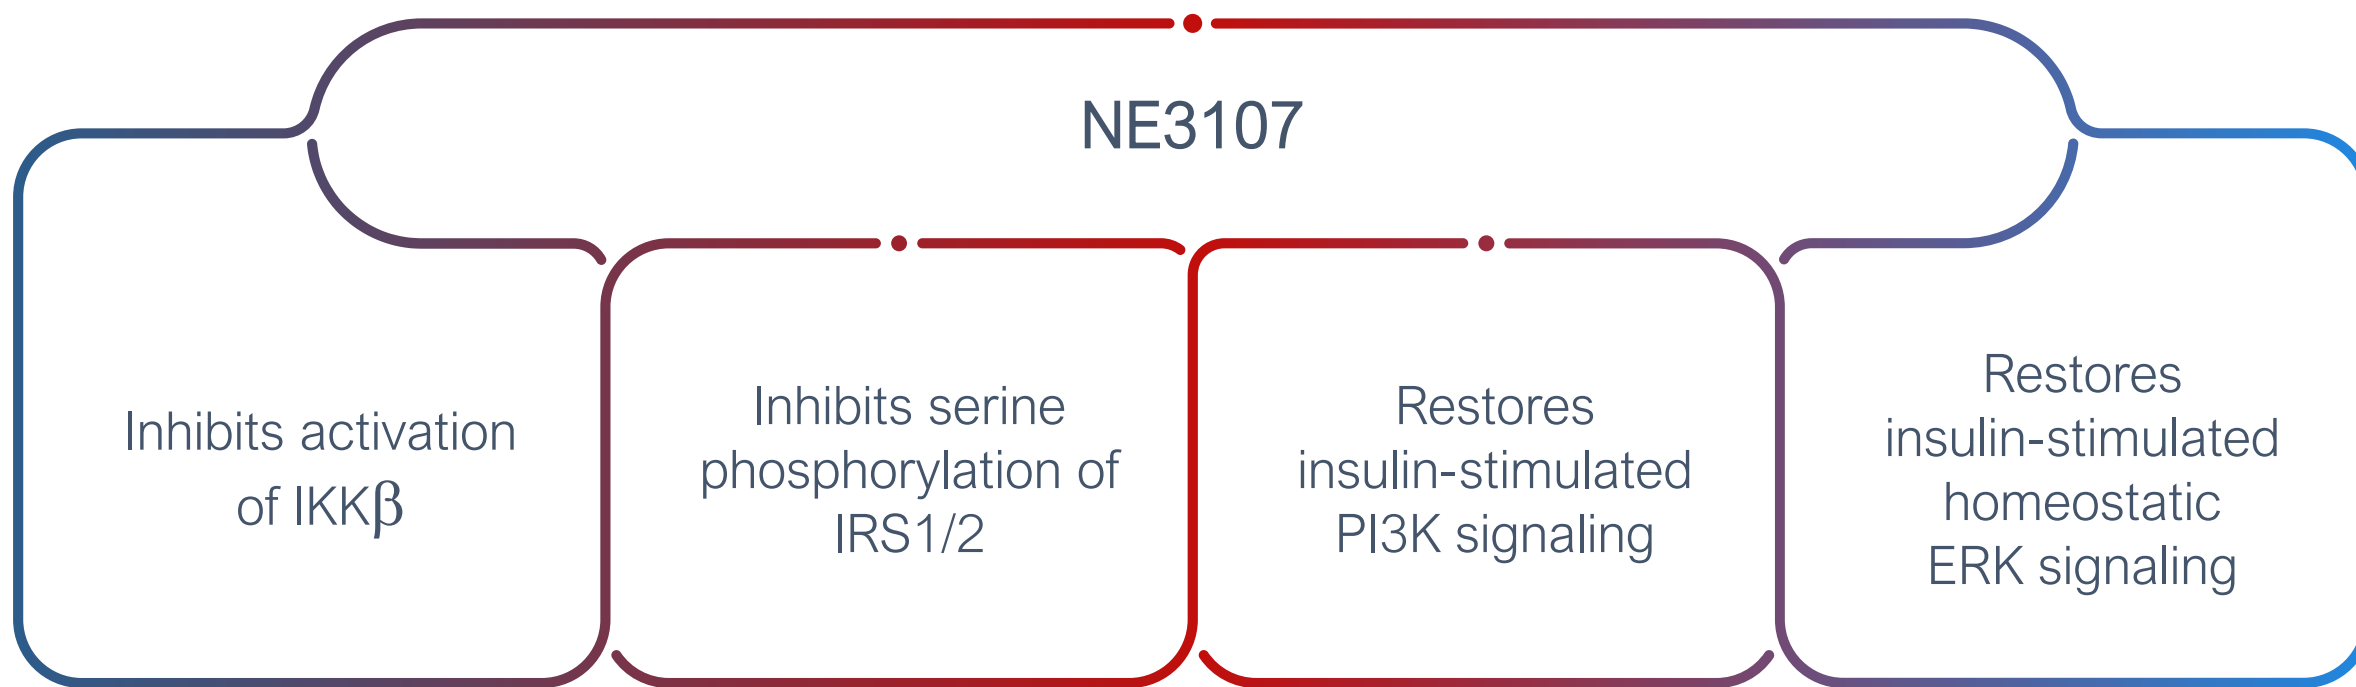 NE3107
Inhibits activation
of IKKβ
Inhibits serine
phosphorylation of
IRS1/2
Restores
insulin-stimulated
PI3K signaling
Restores
insulin-stimulated
homeostatic
ERK signaling